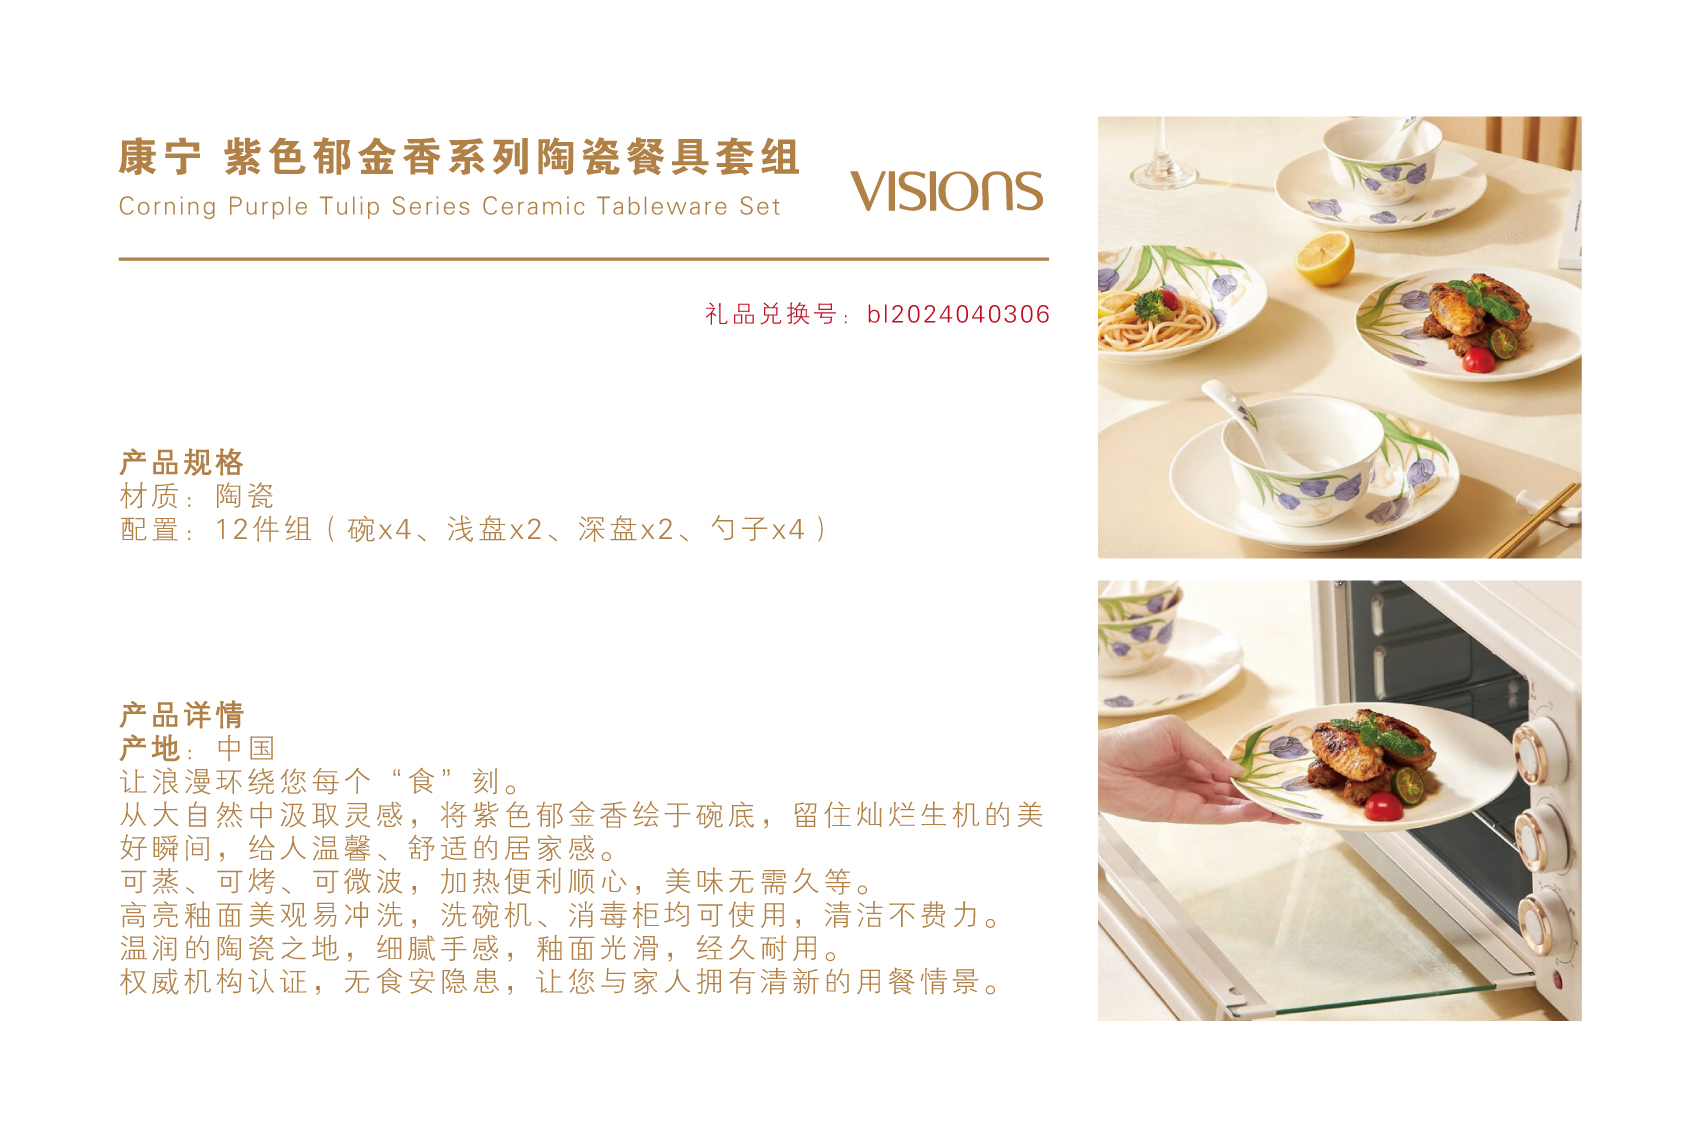 康宁 紫色郁金香系列陶瓷餐具套组
Corning Purple Tulip Series Ceramic Tableware Set
VISIONS
礼品兑换号：bl2024040306
产品规格
材质：陶瓷
配置：12件组（碗x4、浅盘x2、深盘x2、勺子x4）
产品详情
产地：中国
让浪漫环绕您每个“食”刻。
从大自然中汲取灵感，将紫色郁金香绘于碗底，留住灿烂生机的美
好瞬间，给人温馨、舒适的居家感。
可蒸、可烤、可微波，加热便利顺心，美味无需久等。
高亮釉面美观易冲洗，洗碗机、消毒柜均可使用，清洁不费力。
温润的陶瓷之地，细腻手感，釉面光滑，经久耐用。
权威机构认证，无食安隐患，让您与家人拥有清新的用餐情景。